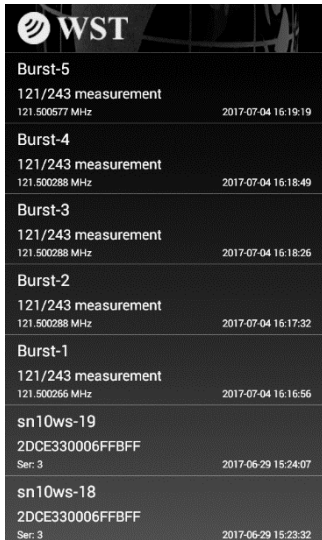 WST
Burst-5
121/243 measurement
121.500577 MHz 2017-07-04 16:19:19
Burst-4
121/243 measurement
121.500288 MHz 2017-07-04 16:18:49
Burst-3
121/243 measurement
121.500288 MHz 2017-07-04 16:18:26
Burst-2
121/243 measurement
121.500288 MHz 2017-07-04 16:17:32
Burst-1
121/243 measurement
121.500266 MHz 2017-07-04 16:16:56
sn10ws-19
2DCE330006FFBFF
Ser: 3 2017-06-29 15:24:07
sn10ws-18
2DCE330006FFBFF
Ser: 3 2017-06-29 15:23:32